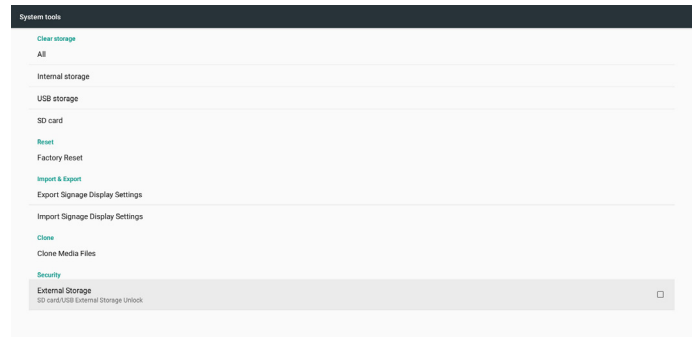 System tools
Clear storage
All
Internal storage
USB storage
SD card
Reset
Factory Reset
Import & Export
Export Signage Display Settings
Import Signage Display Settings
Clone
Clone Media Files
Security
External Storage
SD card/USB External Storage Unlock